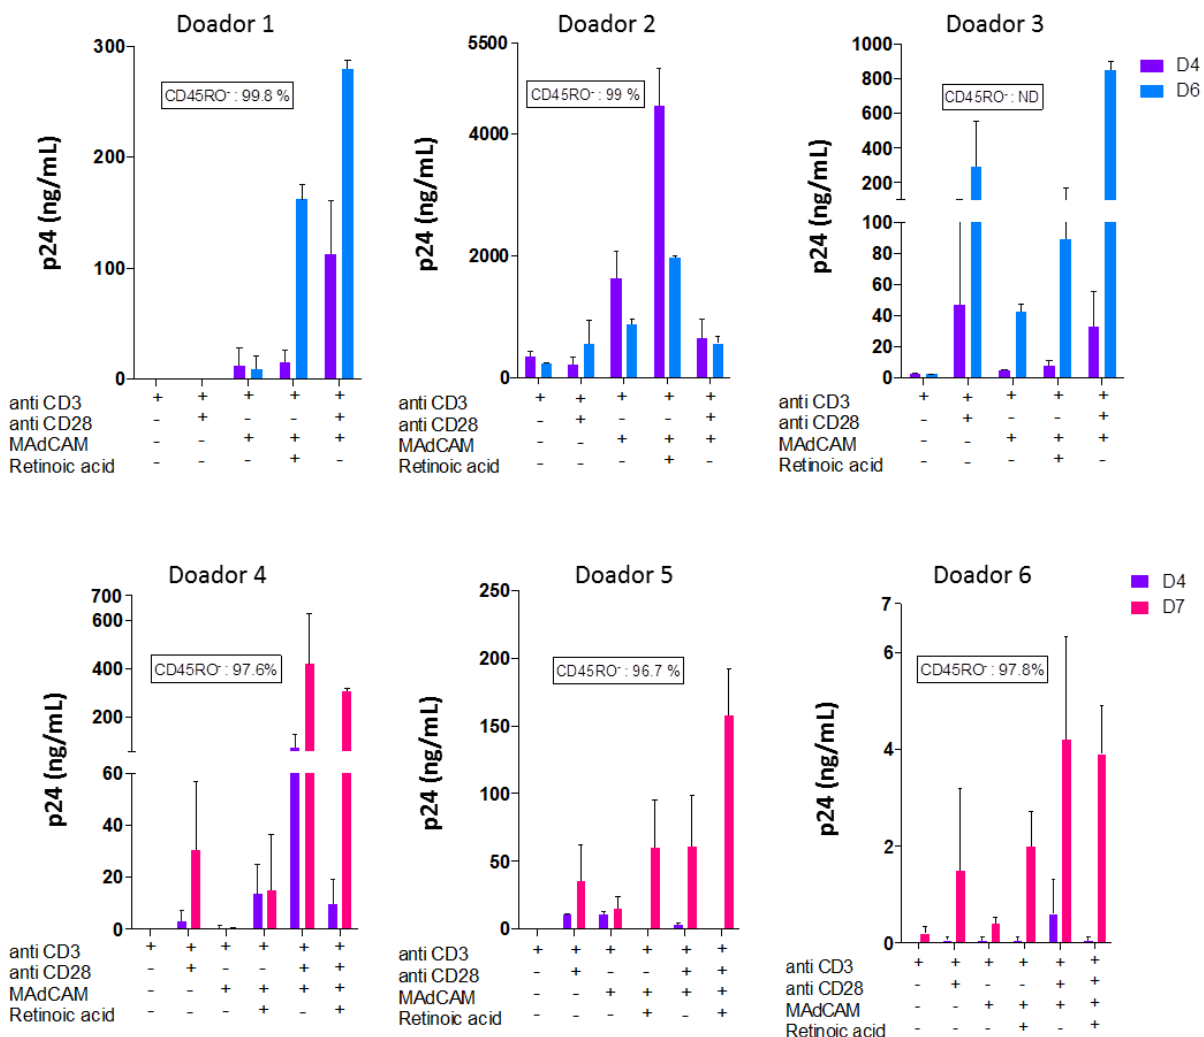 Doador 1
300
200
100
0
p24 (ng/mL)
CD45RO⁻ : 99.8 %
anti CD3 + + + + +
anti CD28 - + - - +
MAdCAM - - + + +
Retinoic acid - - - + -
Doador 2
5500
4000
2000
0
p24 (ng/mL)
CD45RO⁻ : 99 %
anti CD3 + + + + +
anti CD28 - + - - +
MAdCAM - - + + +
Retinoic acid - - - + -
Doador 3
1000
800
600
400
200
100
80
60
40
20
0
p24 (ng/mL)
CD45RO⁻ : ND
D4
D6
anti CD3 + + + + +
anti CD28 - + - - +
MAdCAM - - + + +
Retinoic acid - - - + -
Doador 4
700
600
400
200
60
40
20
0
p24 (ng/mL)
CD45RO⁻ : 97.6%
anti CD3 + + + + + +
anti CD28 - + - - + +
MAdCAM - - + + + +
Retinoic acid - - - + - +
Doador 5
250
200
150
100
50
0
p24 (ng/mL)
CD45RO⁻ : 96.7 %
anti CD3 + + + + + +
anti CD28 - + - - + +
MAdCAM - - + + + +
Retinoic acid - - - + - +
Doador 6
7
6
4
2
0
p24 (ng/mL)
CD45RO⁻ : 97.8%
D4
D7
anti CD3 + + + + + +
anti CD28 - + - - + +
MAdCAM - - + + + +
Retinoic acid - - - + - +